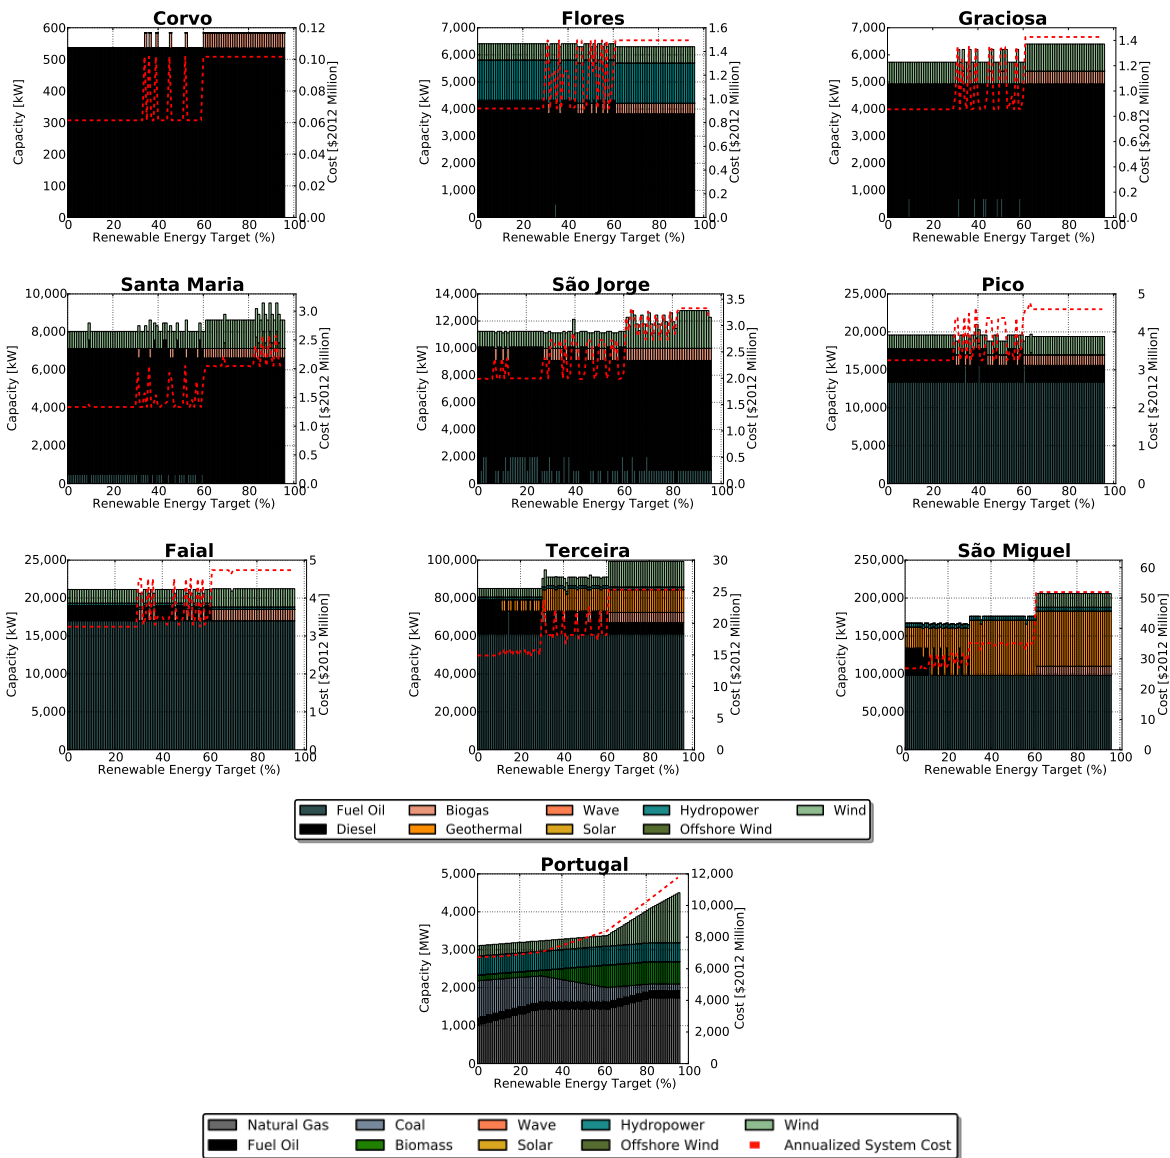 Corvo
600
500
400
300
200
100
0
0 20 40 60 80 100
0.12
0.10
0.08
0.06
0.04
0.02
0.00
Capacity [kW]
Cost [$2012 Million]
Renewable Energy Target (%)
Flores
7,000
6,000
5,000
4,000
3,000
2,000
1,000
0
0 20 40 60 80 100
1.6
1.4
1.2
1.0
0.8
0.6
0.4
0.2
0.0
Capacity [kW]
Cost [$2012 Million]
Renewable Energy Target (%)
Graciosa
7,000
6,000
5,000
4,000
3,000
2,000
1,000
0
0 20 40 60 80 100
1.4
1.2
1.0
0.8
0.6
0.4
0.2
0.0
Capacity [kW]
Cost [$2012 Million]
Renewable Energy Target (%)
Santa Maria
10,000
8,000
6,000
4,000
2,000
0
0 20 40 60 80 100
3.0
2.5
2.0
1.5
1.0
0.5
0.0
Capacity [kW]
Cost [$2012 Million]
Renewable Energy Target (%)
São Jorge
14,000
12,000
10,000
8,000
6,000
4,000
2,000
0
0 20 40 60 80 100
3.5
3.0
2.5
2.0
1.5
1.0
0.5
0.0
Capacity [kW]
Cost [$2012 Million]
Renewable Energy Target (%)
Pico
25,000
20,000
15,000
10,000
5,000
0
0 20 40 60 80 100
5
4
3
2
1
0
Capacity [kW]
Cost [$2012 Million]
Renewable Energy Target (%)
Faial
25,000
20,000
15,000
10,000
5,000
0
0 20 40 60 80 100
5
4
3
2
1
0
Capacity [kW]
Cost [$2012 Million]
Renewable Energy Target (%)
Terceira
100,000
80,000
60,000
40,000
20,000
0
0 20 40 60 80 100
30
25
20
15
10
5
0
Capacity [kW]
Cost [$2012 Million]
Renewable Energy Target (%)
São Miguel
250,000
200,000
150,000
100,000
50,000
0
0 20 40 60 80 100
60
50
40
30
20
10
0
Capacity [kW]
Cost [$2012 Million]
Renewable Energy Target (%)
Fuel Oil Biogas Wave Hydropower Wind
Diesel Geothermal Solar Offshore Wind
Portugal
5,000
4,000
3,000
2,000
1,000
0
0 20 40 60 80 100
12,000
10,000
8,000
6,000
4,000
2,000
0
Capacity [MW]
Cost [$2012 Million]
Renewable Energy Target (%)
Natural Gas Coal Wave Hydropower Wind
Fuel Oil Biomass Solar Offshore Wind Annualized System Cost